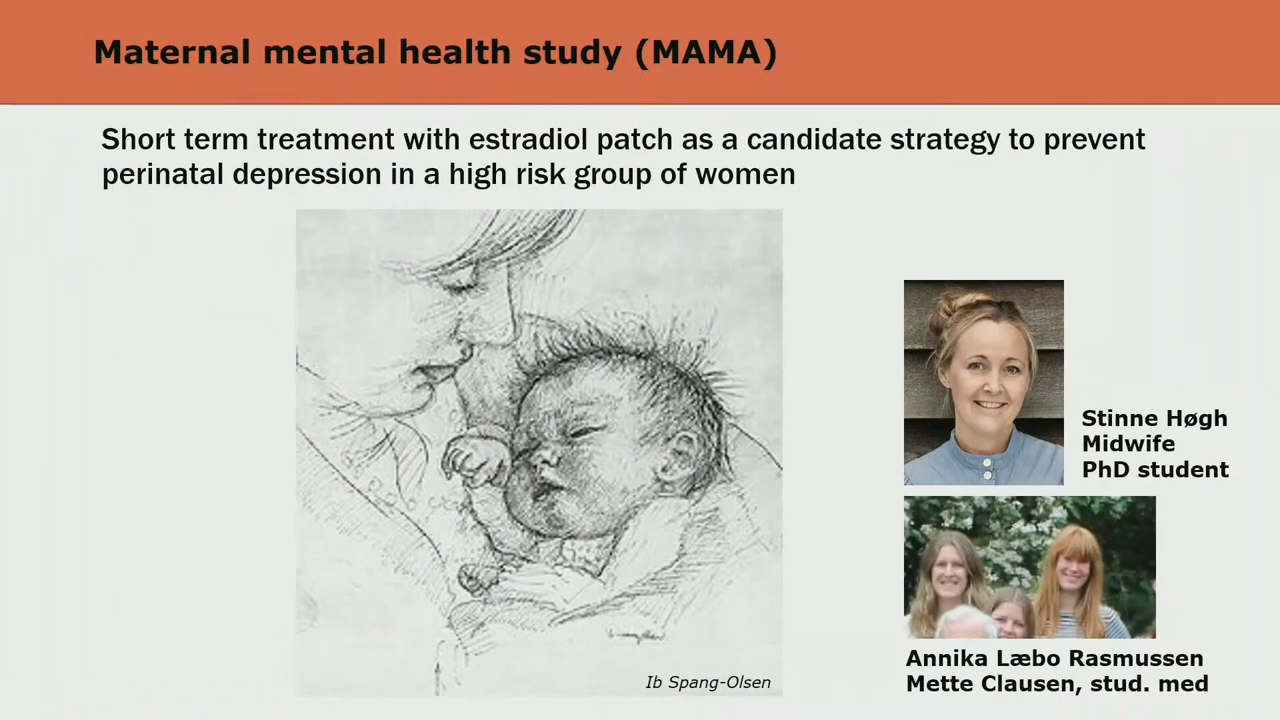 Maternal mental health study (MAMA)
Short term treatment with estradiol patch as a candidate strategy to prevent
perinatal depression in a high risk group of women
Stinne Høgh
Midwife
PhD student
Ib Spang-Olsen
Annika Læbo Rasmussen
Mette Clausen, stud. med